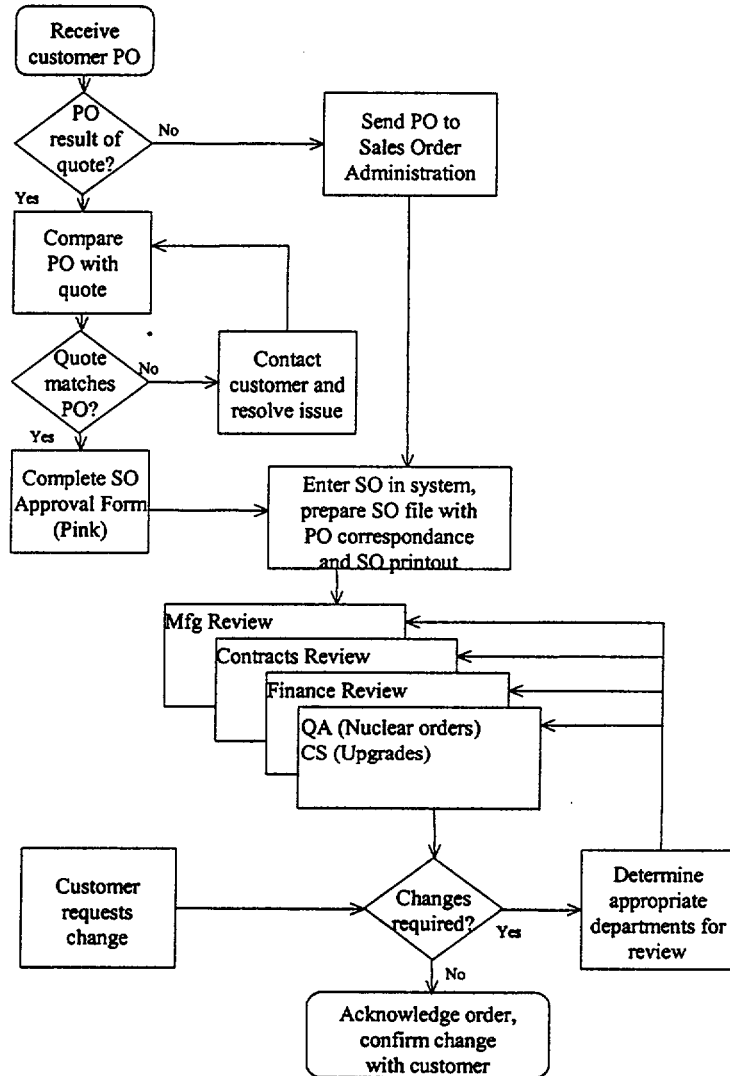 Receive
customer PO
PO
result of
quote?
No
Yes
Send PO to
Sales Order
Administration
Compare
PO with
quote
Quote
matches
PO?
No
Yes
Contact
customer and
resolve issue
Complete SO
Approval Form
(Pink)
Enter SO in system,
prepare SO file with
PO correspondance
and SO printout
Mfg Review
Contracts Review
Finance Review
QA (Nuclear orders)
CS (Upgrades)
Customer
requests
change
Changes
required?
Yes
No
Determine
appropriate
departments for
review
Acknowledge order,
confirm change
with customer